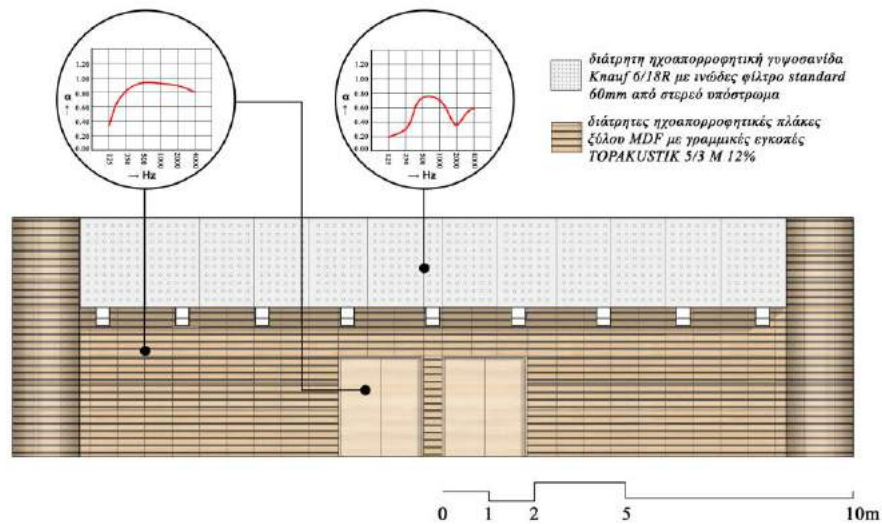 1.20
1.00
0.80
α
0.60
0.40
0.20
0.00
125
250
500
1000
2000
4000
→ Hz
1.20
1.00
0.80
α
0.60
0.40
0.20
0.00
125
250
500
1000
2000
4000
→ Hz
διάτρητη ηχοαπορροφητική γυψοσανίδα
Knauf 6/18R με ινώδες φίλτρο standard
60mm από στερεό υπόστρωμα
διάτρητες ηχοαπορροφητικές πλάκες
ξύλου MDF με γραμμικές εγκοπές
TOPAKUSTIK 5/3 M 12%
0 1 2 5 10m